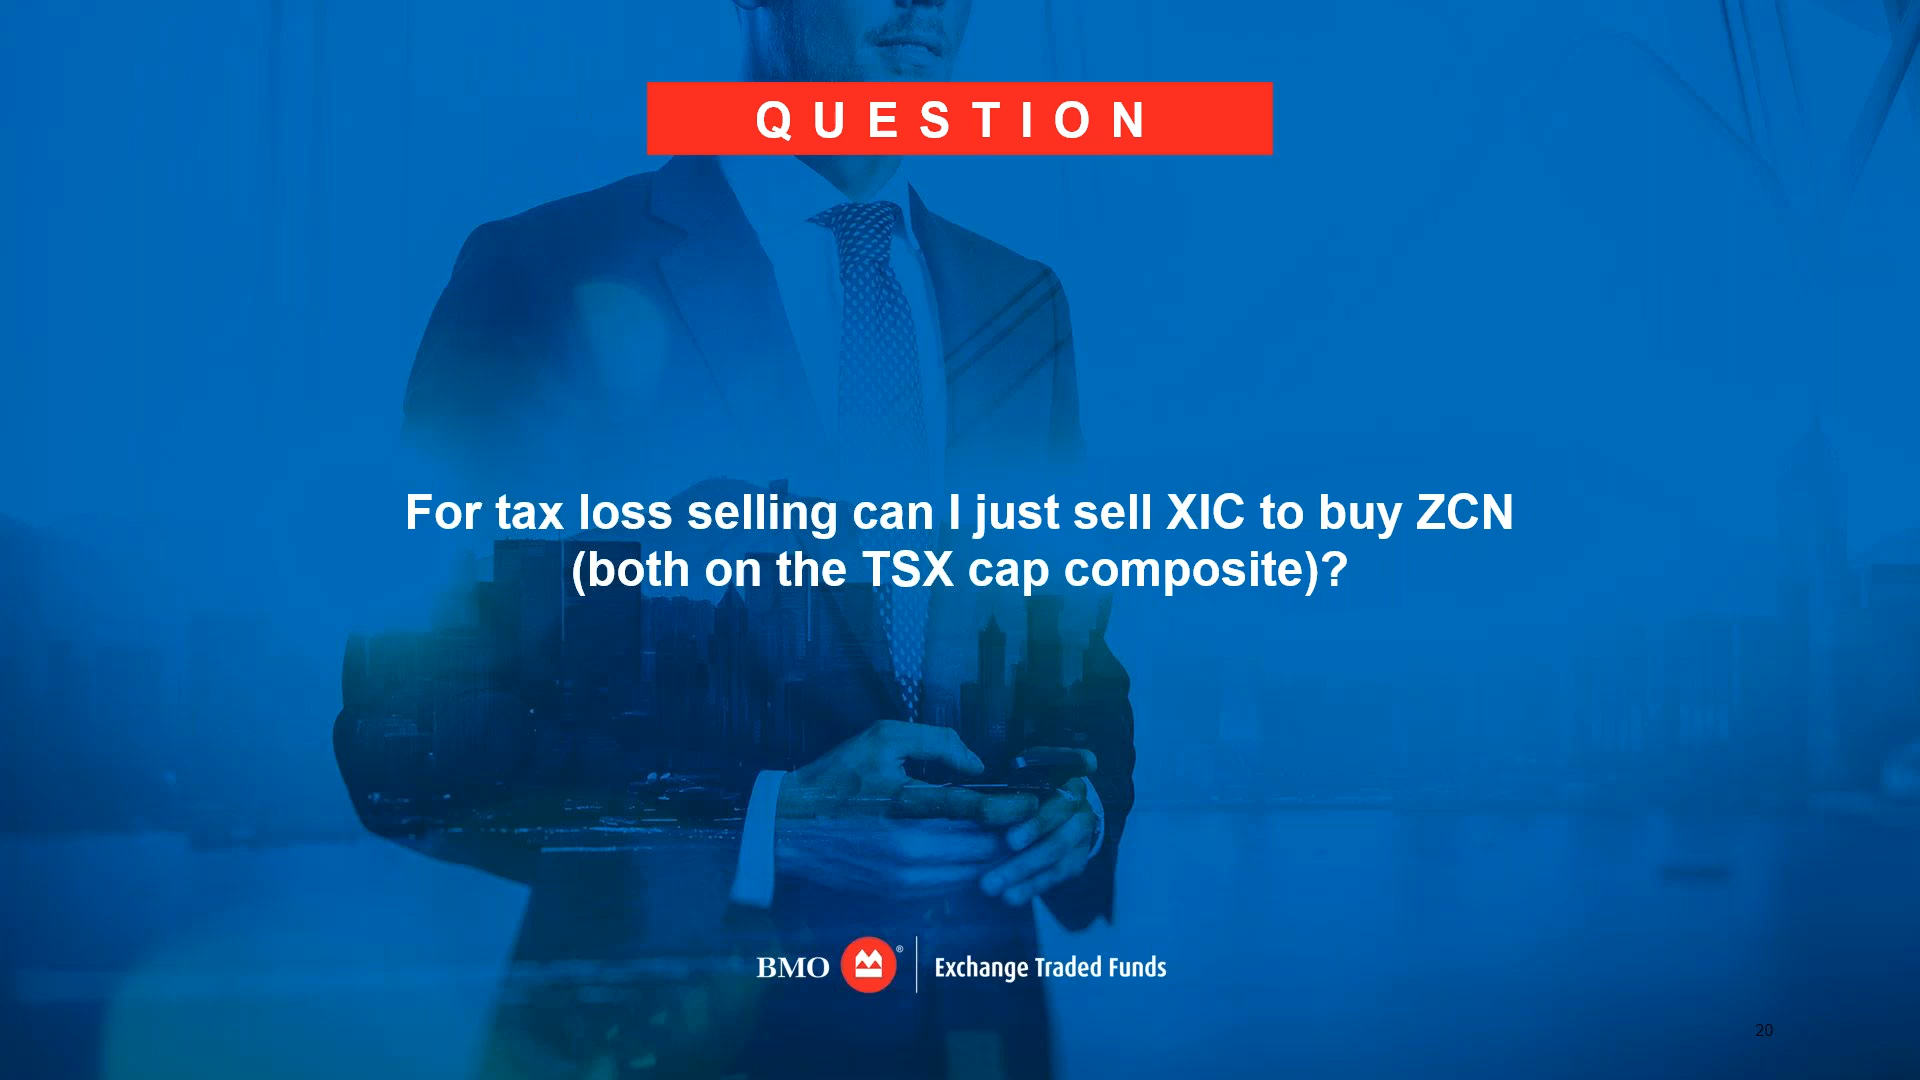 QUESTION
For tax loss selling can I just sell XIC to buy ZCN
(both on the TSX cap composite)?
BMO ® Exchange Traded Funds
20